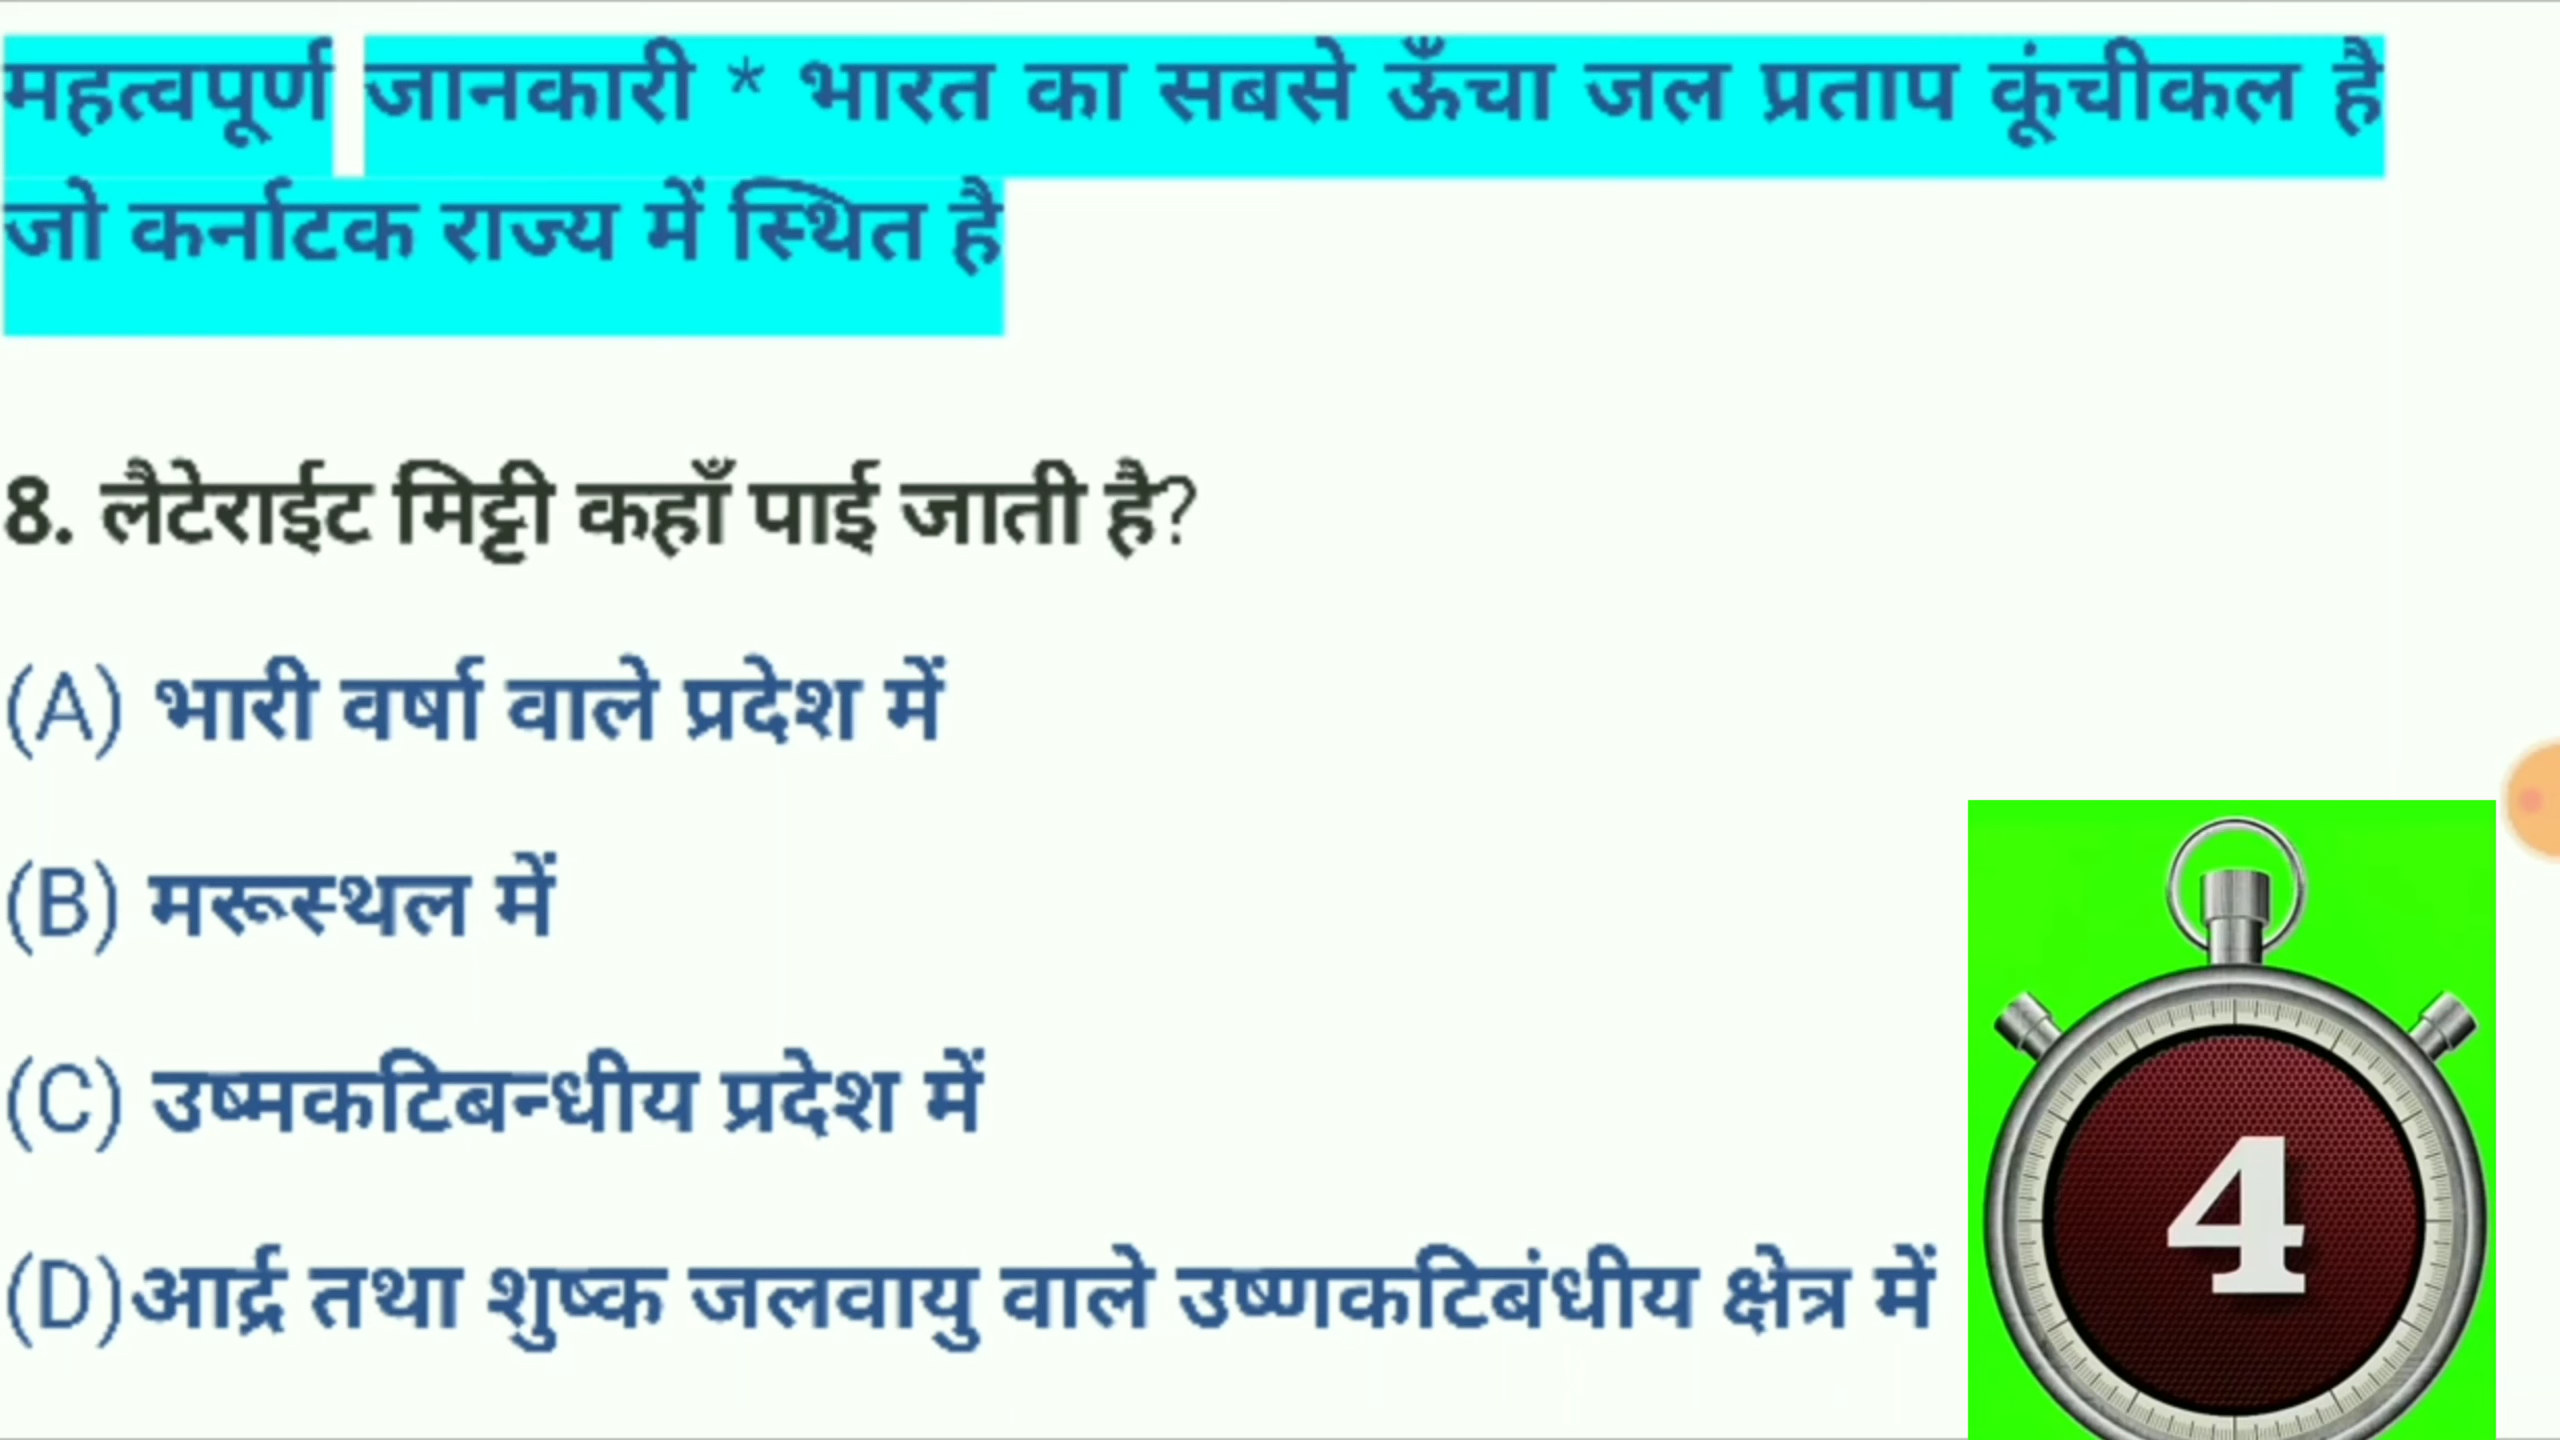 महत्वपूर्ण जानकारी * भारत का सबसे ऊँचा जल प्रताप कूंचीकल है
जो कर्नाटक राज्य में स्थित है
8. लैटेराईट मिट्टी कहाँ पाई जाती है?
(A) भारी वर्षा वाले प्रदेश में
(B) मरूस्थल में
(C) उष्मकटिबन्धीय प्रदेश में
(D)आर्द्र तथा शुष्क जलवायु वाले उष्णकटिबंधीय क्षेत्र में
4